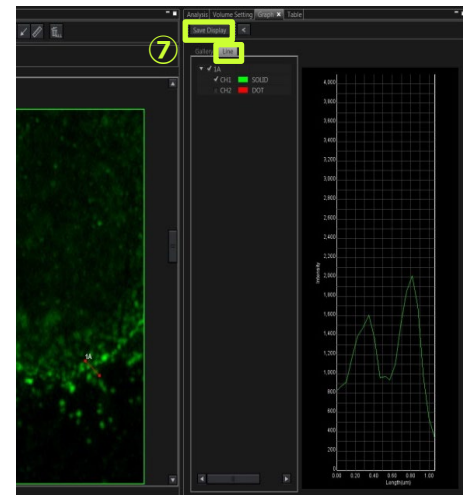 Analysis Volume Setting Graph × Table
⑦ Save Display <
Gallery Line
1A
CH1 SOLID
CH2 DOT
1A
4,000
3,800
3,600
3,400
3,200
3,000
2,800
2,600
2,400
2,200
2,000
1,800
1,600
1,400
1,200
1,000
800
600
400
200
0
Intensity
0.00 0.20 0.40 0.60 0.80 1.00
Length(um)